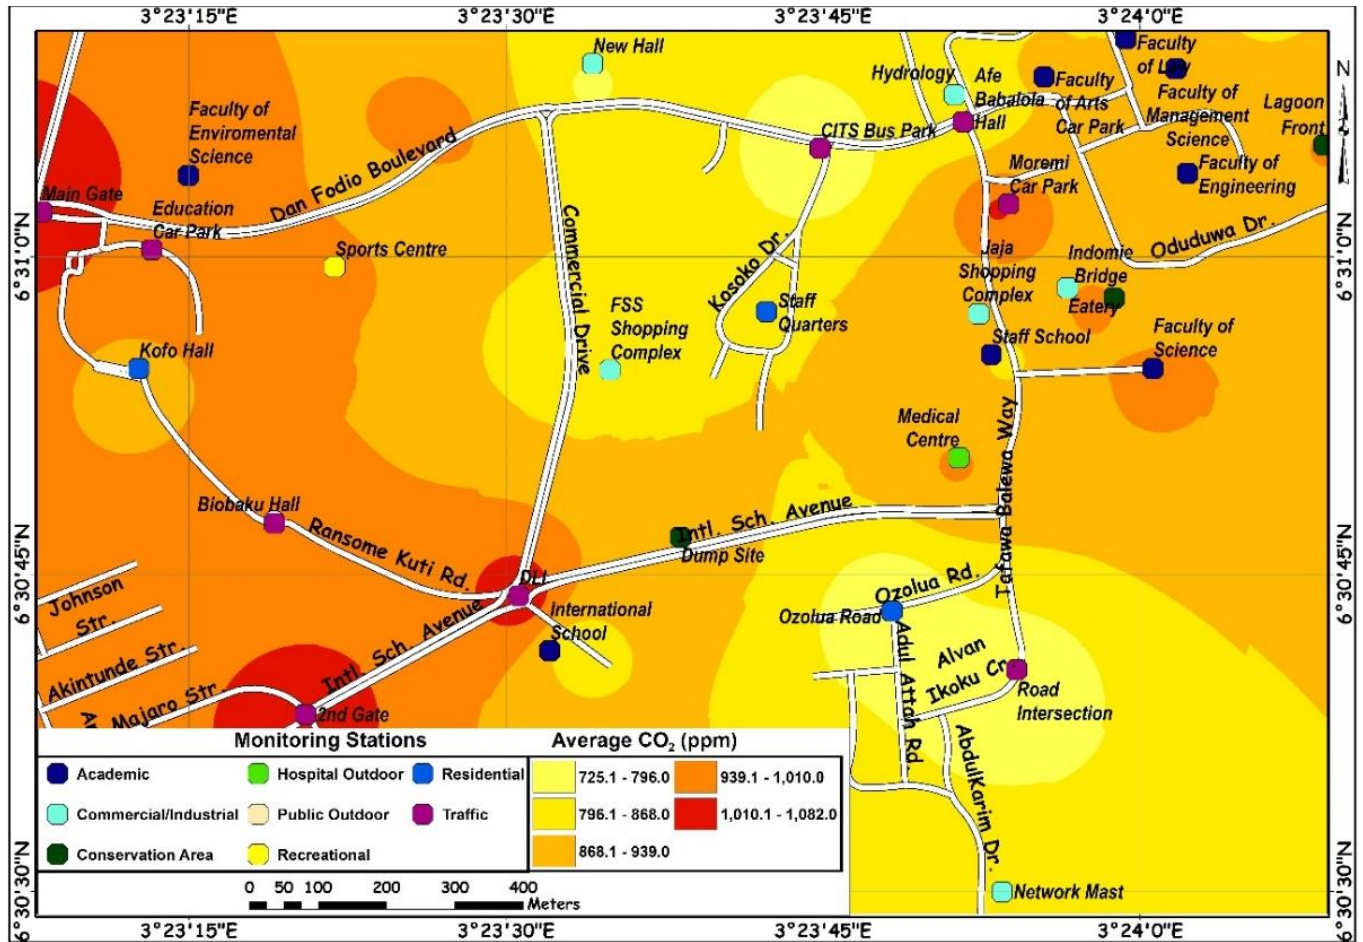 3°23'15"E
3°23'30"E
3°23'45"E
3°24'0"E
N
New Hall
Hydrology
Afe
Babalola
Hall
Faculty
of Law
Faculty
of Arts
Car Park
Faculty of
Management
Science
Lagoon
Front
Faculty of
Enviromental
Science
CITS Bus Park
Faculty of
Engineering
Moremi
Car Park
Main Gate
Education
Car Park
Dan Fodio Boulevard
Commercial Drive
Sports Centre
Kosoko Dr.
Jaja
Shopping
Complex
Indomie
Bridge
Eatery
Oduduwa Dr.
6°31'0"N
6°31'0"N
FSS
Shopping
Complex
Staff
Quarters
Staff School
Faculty of
Science
Kofo Hall
Medical
Centre
Tafawa Balewa Way
Biobaku Hall
Ransome Kuti Rd.
Intl. Sch. Avenue
Dump Site
DLI
6°30'45"N
6°30'45"N
Johnson
Str.
Akintunde Str.
Majaro Str.
Intl. Sch. Avenue
International
School
Ozolua Rd.
Ozolua Road
Adul Attah Rd.
Alvan
Ikoku Cr.
Road
Intersection
AbdulKarim Dr.
2nd Gate
Network Mast
Monitoring Stations
Academic
Hospital Outdoor
Residential
Commercial/Industrial
Public Outdoor
Traffic
Conservation Area
Recreational
Average CO₂ (ppm)
725.1 - 796.0
939.1 - 1,010.0
796.1 - 868.0
1,010.1 - 1,082.0
868.1 - 939.0
0 50 100 200 300 400
Meters
6°30'30"N
6°30'30"N
3°23'15"E
3°23'30"E
3°23'45"E
3°24'0"E